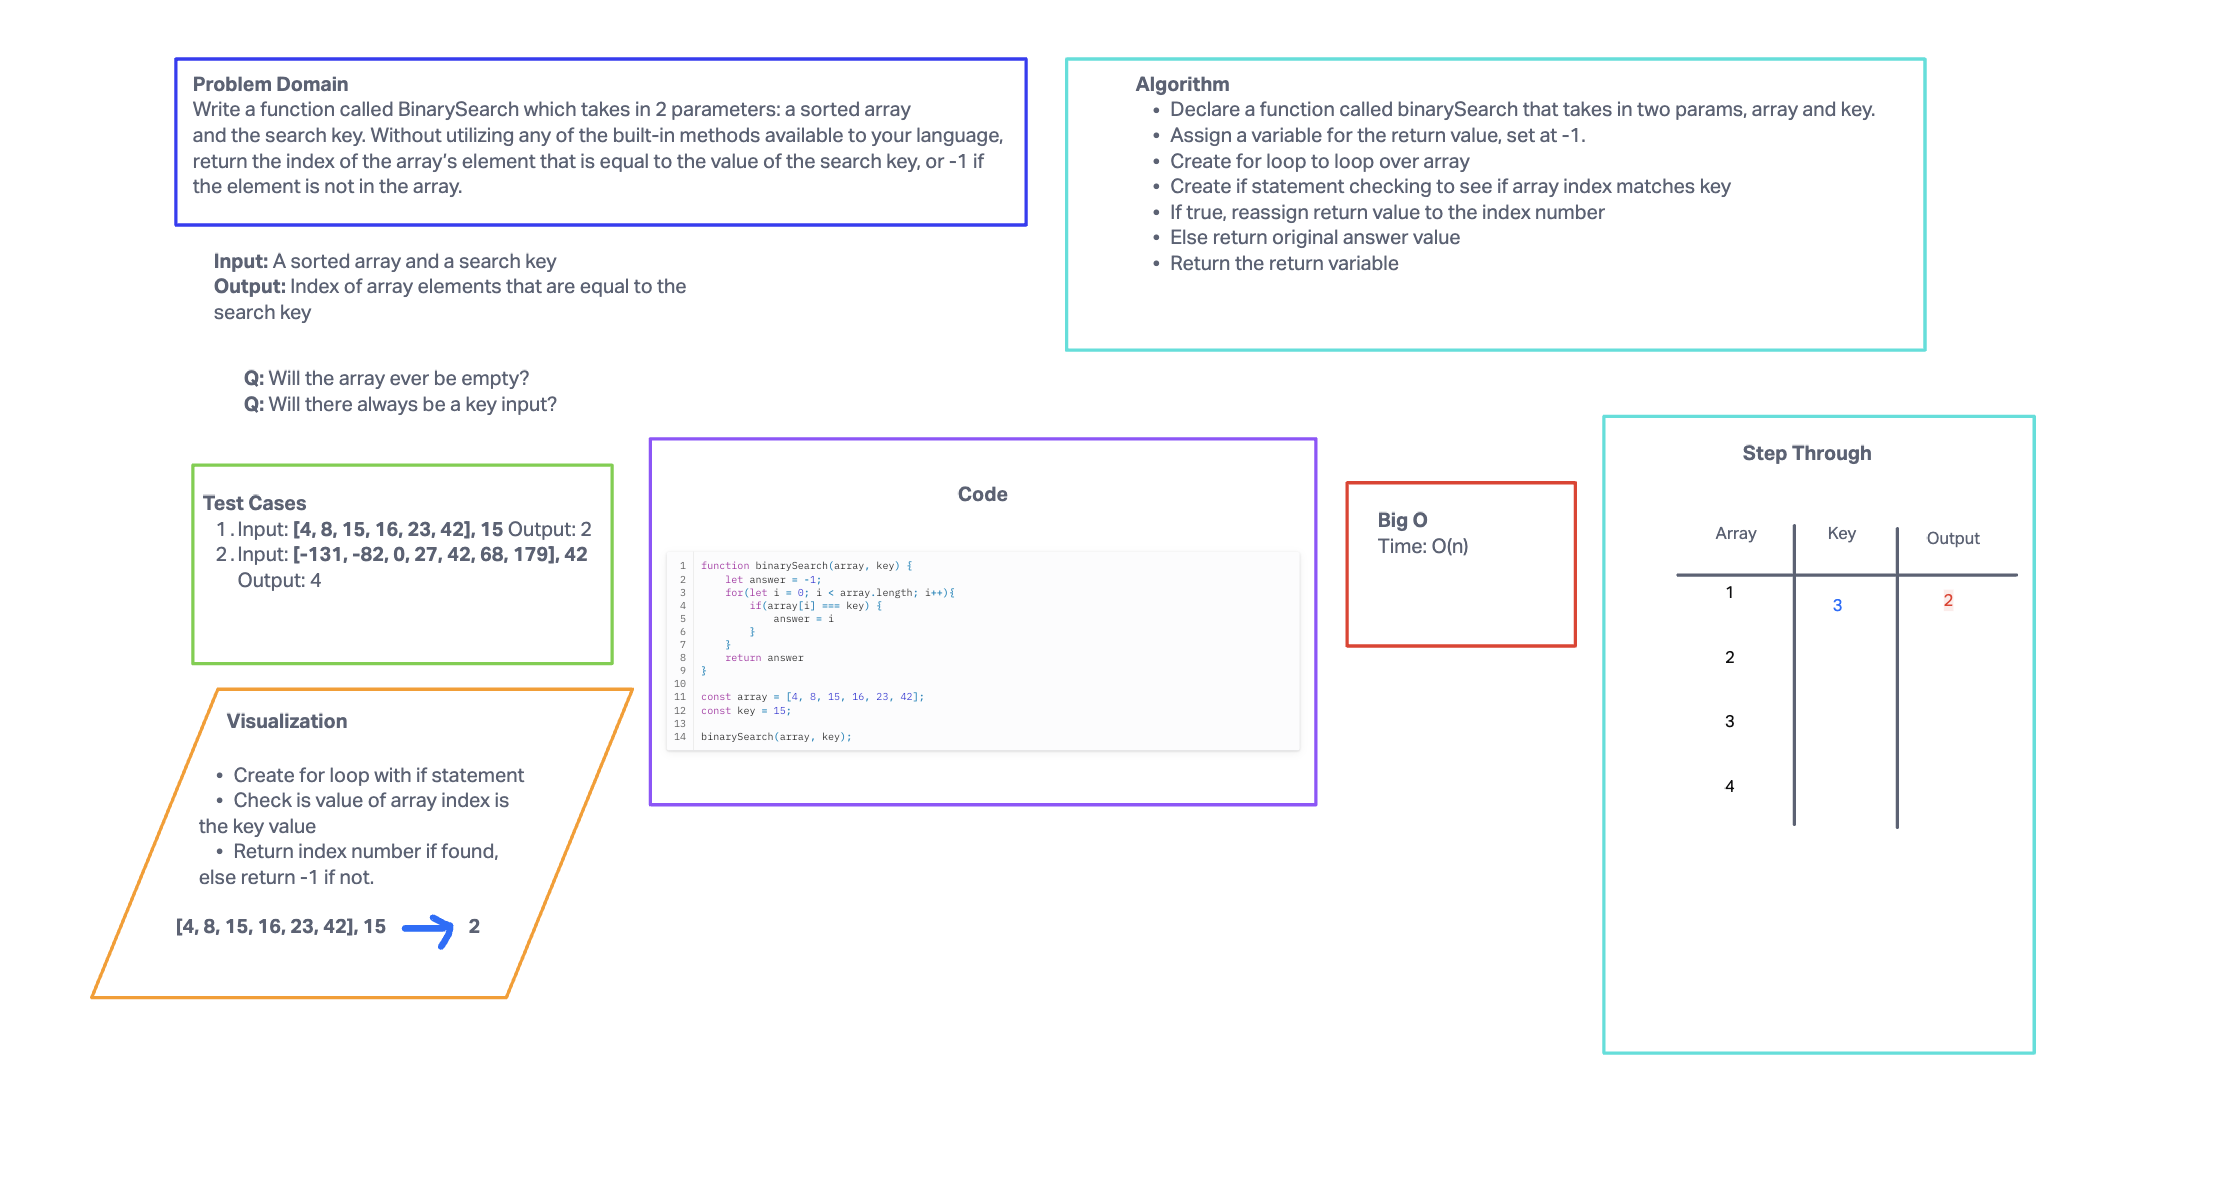 Problem Domain
Write a function called BinarySearch which takes in 2 parameters: a sorted array
and the search key. Without utilizing any of the built-in methods available to your language,
return the index of the array’s element that is equal to the value of the search key, or -1 if
the element is not in the array.
Input: A sorted array and a search key
Output: Index of array elements that are equal to the
search key
Q: Will the array ever be empty?
Q: Will there always be a key input?
Algorithm
• Declare a function called binarySearch that takes in two params, array and key.
• Assign a variable for the return value, set at -1.
• Create for loop to loop over array
• Create if statement checking to see if array index matches key
• If true, reassign return value to the index number
• Else return original answer value
• Return the return variable
Test Cases
1. Input: [4, 8, 15, 16, 23, 42], 15 Output: 2
2. Input: [-131, -82, 0, 27, 42, 68, 179], 42
Output: 4
Visualization
• Create for loop with if statement
• Check is value of array index is
the key value
• Return index number if found,
else return -1 if not.
[4, 8, 15, 16, 23, 42], 15 → 2
Code
1 function binarySearch(array, key) {
2 let answer = -1;
3 for(let i = 0; i < array.length; i++){
4 if(array[i] === key) {
5 answer = i
6 }
7 }
8 return answer
9 }
10
11 const array = [4, 8, 15, 16, 23, 42];
12 const key = 15;
13
14 binarySearch(array, key);
Big O
Time: O(n)
Step Through
Array Key Output
1 3 2
2
3
4